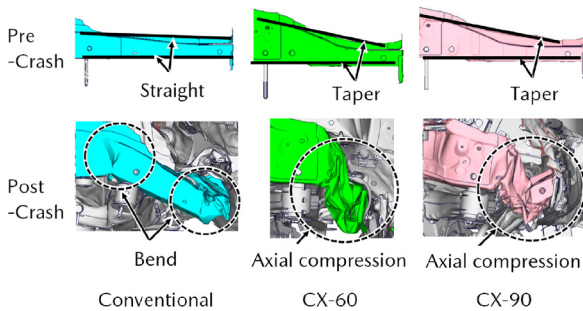 Pre
-Crash
Straight
Taper
Taper
Post
-Crash
Bend
Axial compression
Axial compression
Conventional
CX-60
CX-90